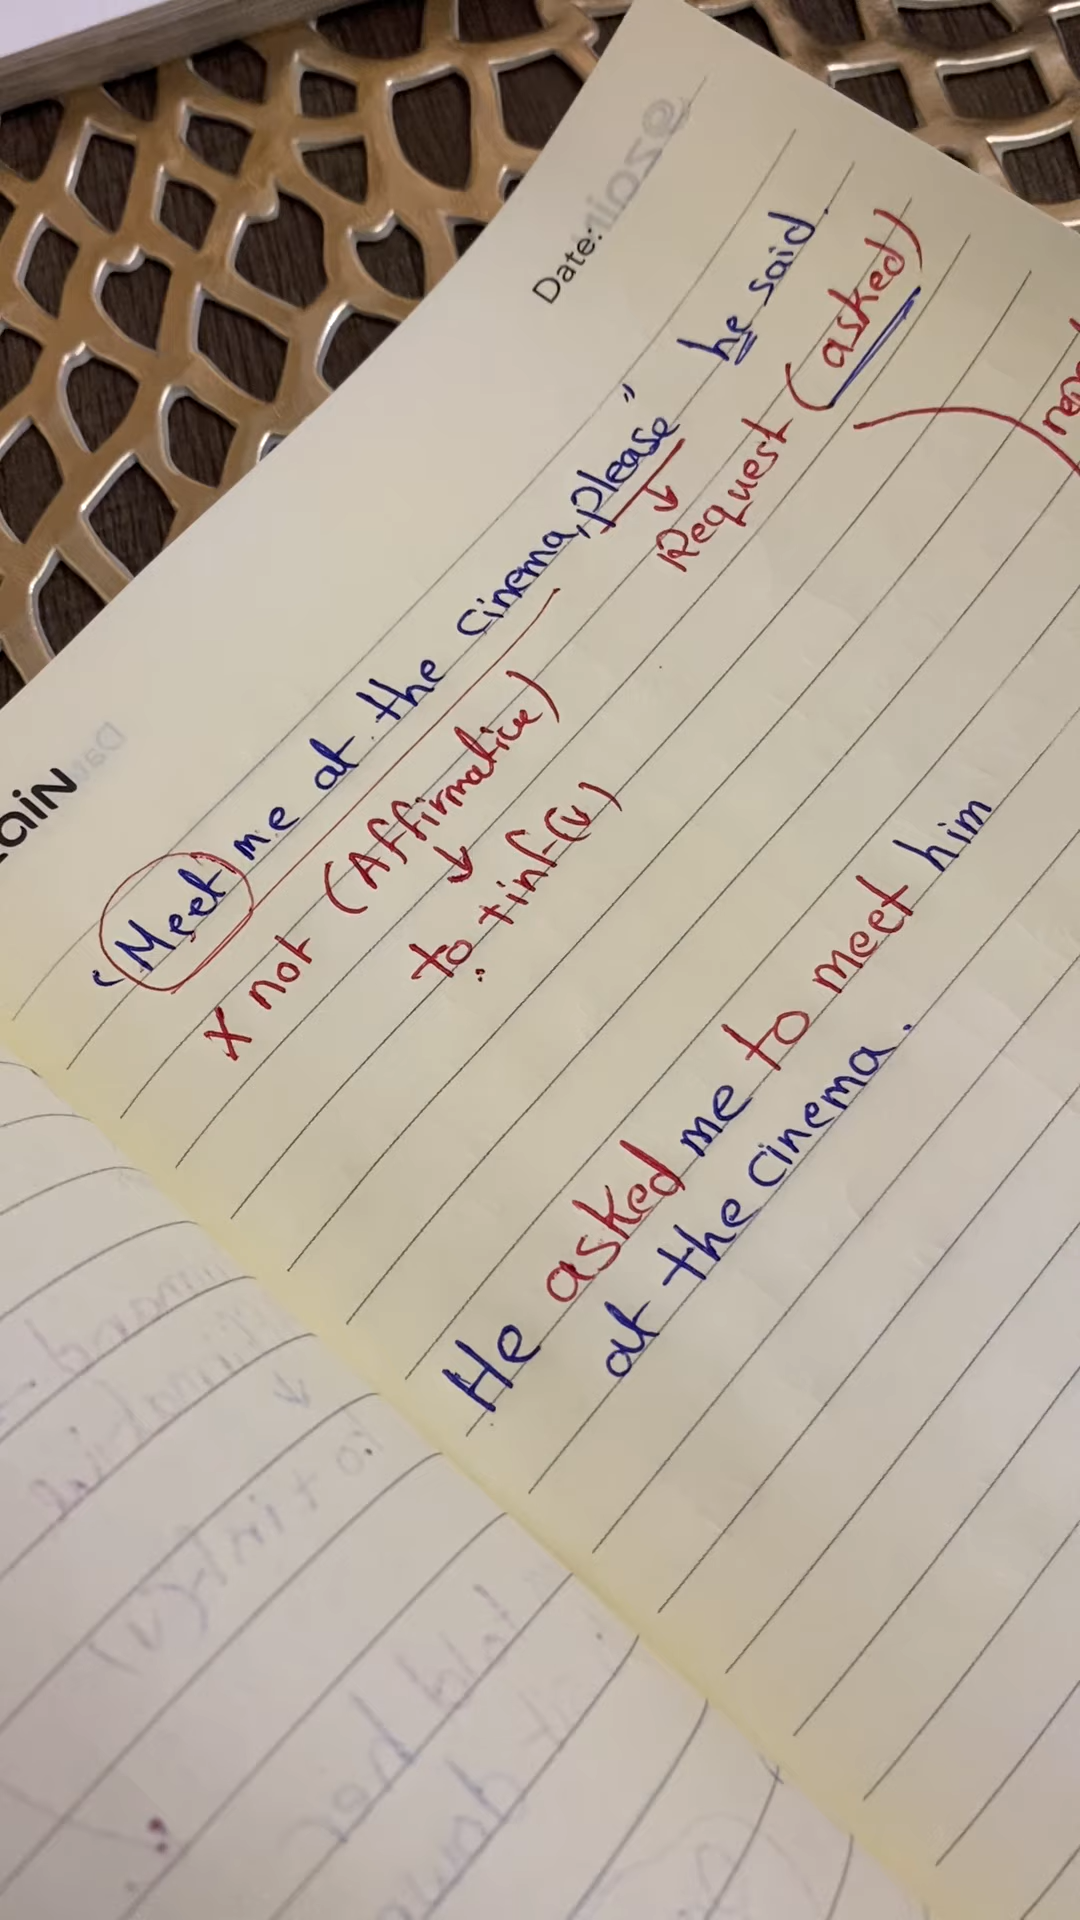 Date:
"Meet me at the cinema, please" he said.
x not (Affirmative)
Request (asked)
to + inf (v)
He asked me to meet him
at the cinema.